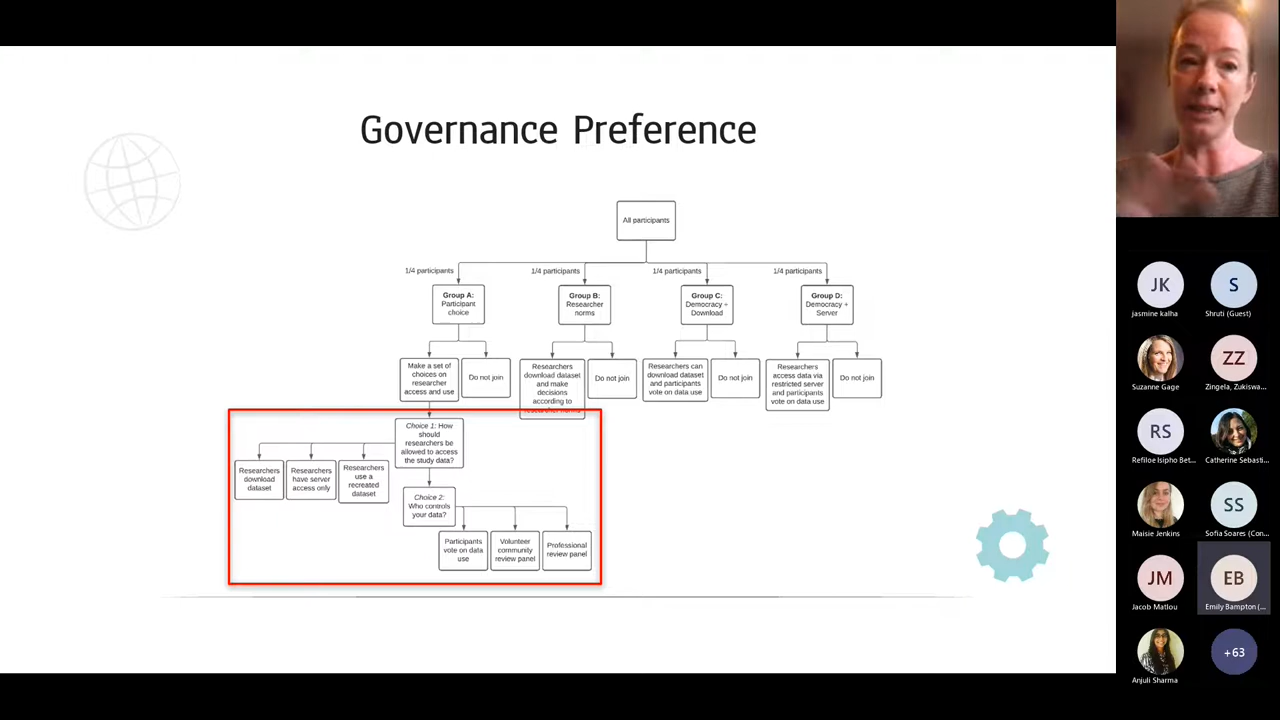 Governance Preference
All participants
1/4 participants
1/4 participants
1/4 participants
1/4 participants
Group A:
Participant
choice
Group B:
Researcher
norms
Group C:
Democracy +
Download
Group D:
Democracy +
Server
Make a set of
choices on
researcher
access and use
Do not join
Researchers
download dataset
and make
decisions
according to
researcher norms
Do not join
Researchers can
download dataset
and participants
vote on data use
Do not join
Researchers
access data via
restricted server
and participants
vote on data use
Do not join
Choice 1: How
should
researchers be
allowed to access
the study data?
Researchers
download
dataset
Researchers
have server
access only
Researchers
use a
recreated
dataset
Choice 2:
Who controls
your data?
Participants
vote on data
use
Volunteer
community
review panel
Professional
review panel
JK
jasmine kalha
S
Shruti (Guest)
Suzanne Gage
ZZ
Zingela, Zukiswa...
RS
Refiloe Isipho Bet...
Catherine Sebasti...
Maisie Jenkins
SS
Sofia Soares (Con...
JM
Jacob Matlou
EB
Emily Bampton (...
Anjuli Sharma
+63